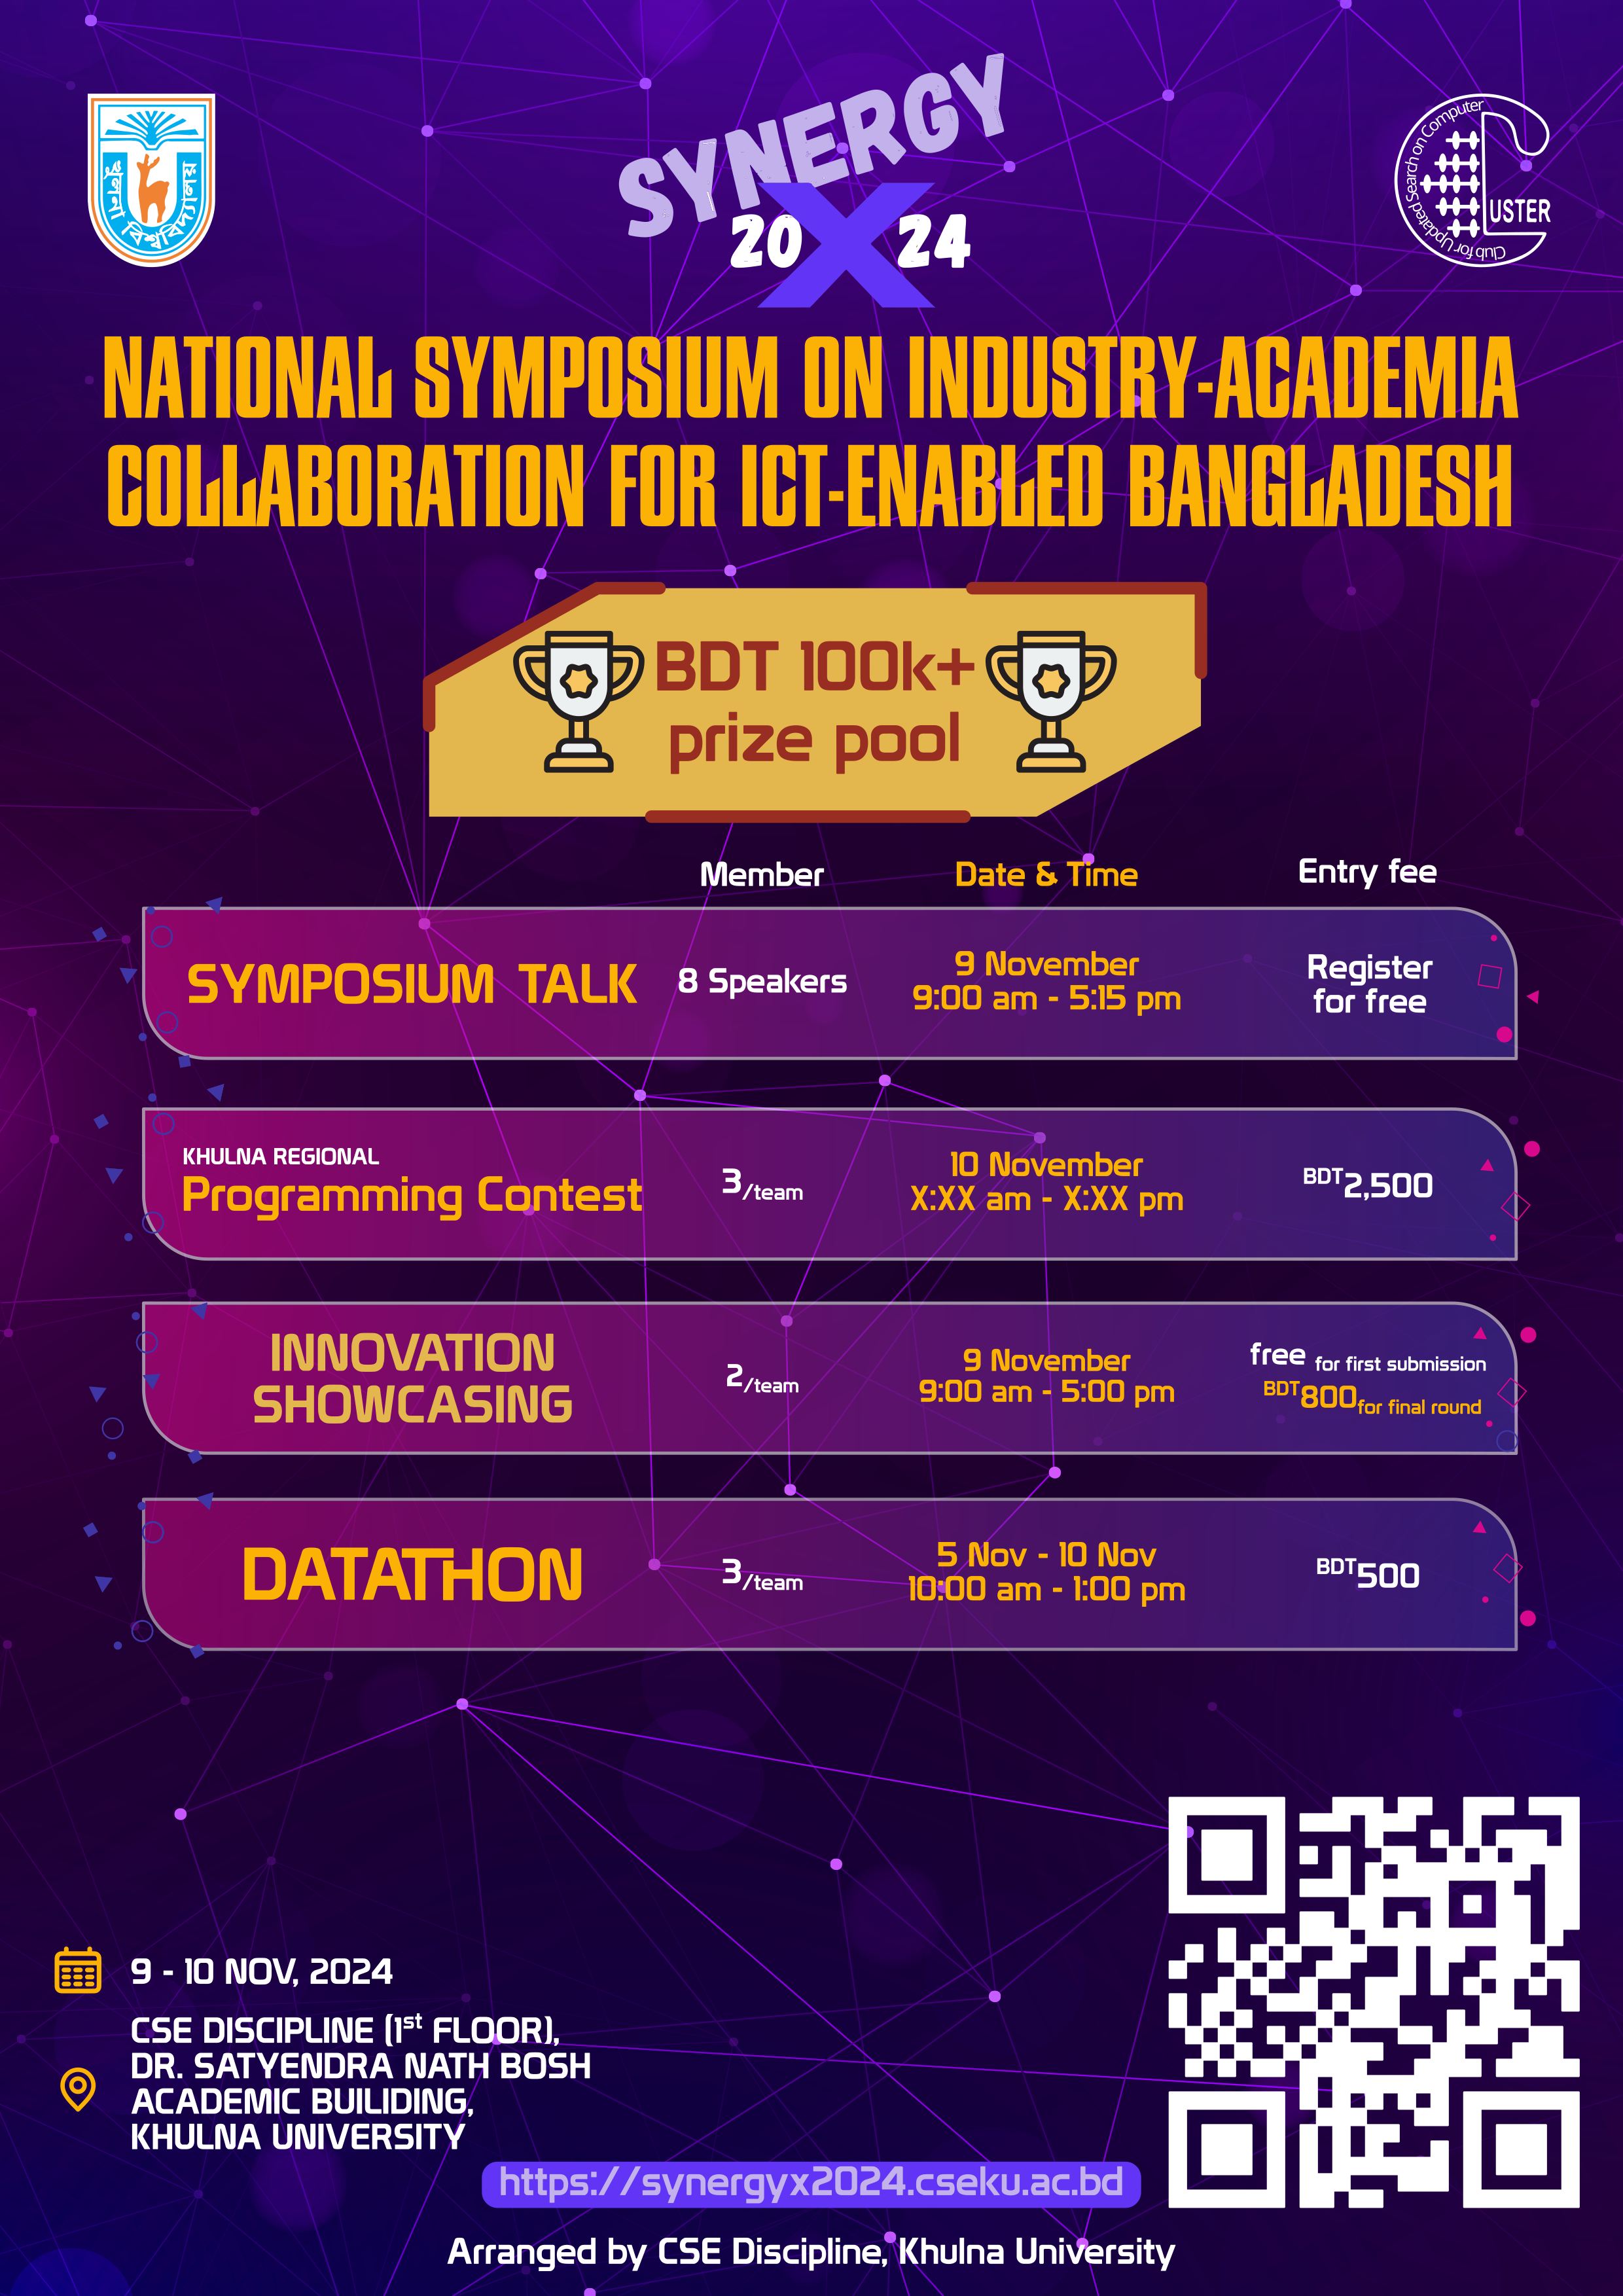 খুলনা বিশ্ববিদ্যালয়
SYNERGY
20 X 24
Club for Updated Search on Computer
CLUSTER
NATIONAL SYMPOSIUM ON INDUSTRY-ACADEMIA
COLLABORATION FOR ICT-ENABLED BANGLADESH
BDT 100k+
prize pool
Member Date & Time Entry fee
SYMPOSIUM TALK
8 Speakers
9 November
9:00 am - 5:15 pm
Register
for free
KHULNA REGIONAL
Programming Contest
3/team
10 November
X:XX am - X:XX pm
BDT2,500
INNOVATION
SHOWCASING
2/team
9 November
9:00 am - 5:00 pm
free for first submission
BDT800for final round
DATATHON
3/team
5 Nov - 10 Nov
10:00 am - 1:00 pm
BDT500
9 - 10 NOV, 2024
CSE DISCIPLINE (1st FLOOR),
DR. SATYENDRA NATH BOSH
ACADEMIC BUILIDING,
KHULNA UNIVERSITY
https://synergyx2024.cseku.ac.bd
Arranged by CSE Discipline, Khulna University